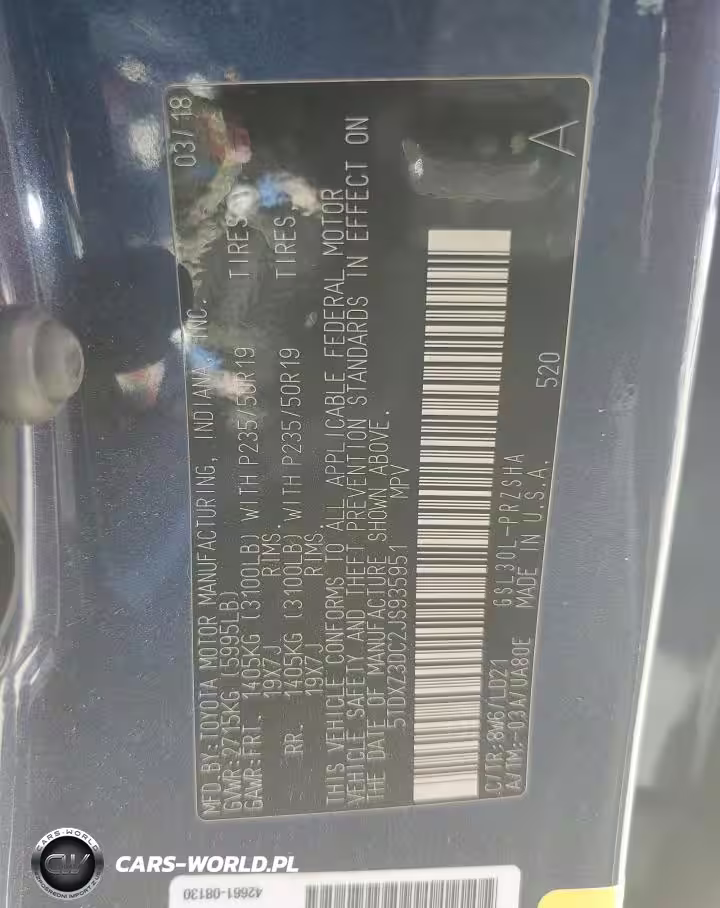 MFD BY:TOYOTA MOTOR MANUFACTURING, INDIANA, INC. 03/18
GVWR:2715KG (5995LB)
GAWR:FRT. 1405KG (3100LB) WITH P235/50R19 TIRES,
19X7J RIMS.
RR. 1405KG (3100LB) WITH P235/50R19 TIRES,
19X7J RIMS.
THIS VEHICLE CONFORMS TO ALL APPLICABLE FEDERAL MOTOR
VEHICLE SAFETY AND THEFT PREVENTION STANDARDS IN EFFECT ON
THE DATE OF MANUFACTURE SHOWN ABOVE.
5TDXZ3DC2JS935951 MPV
C/TR:8W6/LD21 GSL30L-PRZSHA
A/TM:-03A/UA80E MADE IN U.S.A. 520
A
42661-08130
CARS-WORLD
CW
CARS-WORLD.PL